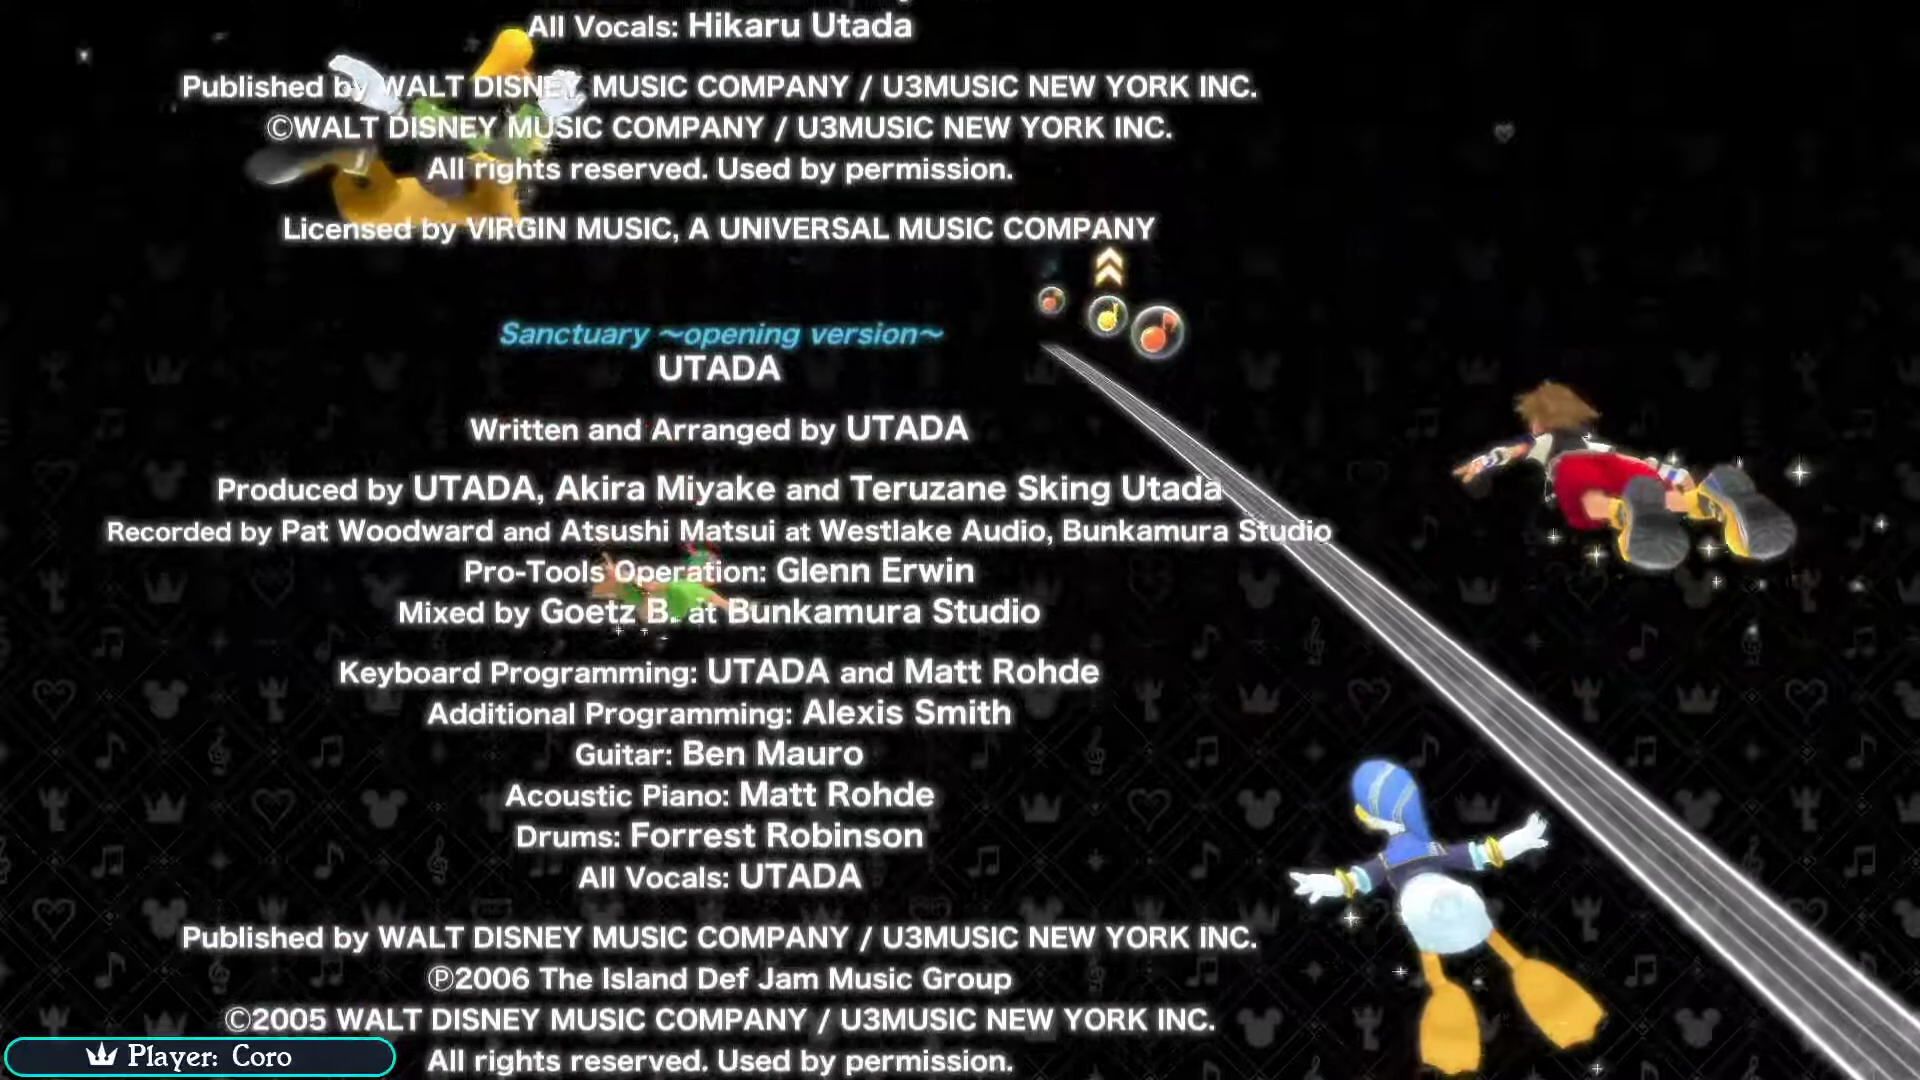 All Vocals: Hikaru Utada
Published by WALT DISNEY MUSIC COMPANY / U3MUSIC NEW YORK INC.
©WALT DISNEY MUSIC COMPANY / U3MUSIC NEW YORK INC.
All rights reserved. Used by permission.
Licensed by VIRGIN MUSIC, A UNIVERSAL MUSIC COMPANY
Sanctuary ~opening version~
UTADA
Written and Arranged by UTADA
Produced by UTADA, Akira Miyake and Teruzane Sking Utada
Recorded by Pat Woodward and Atsushi Matsui at Westlake Audio, Bunkamura Studio
Pro-Tools Operation: Glenn Erwin
Mixed by Goetz B. at Bunkamura Studio
Keyboard Programming: UTADA and Matt Rohde
Additional Programming: Alexis Smith
Guitar: Ben Mauro
Acoustic Piano: Matt Rohde
Drums: Forrest Robinson
All Vocals: UTADA
Published by WALT DISNEY MUSIC COMPANY / U3MUSIC NEW YORK INC.
℗2006 The Island Def Jam Music Group
©2005 WALT DISNEY MUSIC COMPANY / U3MUSIC NEW YORK INC.
All rights reserved. Used by permission.
Player: Coro